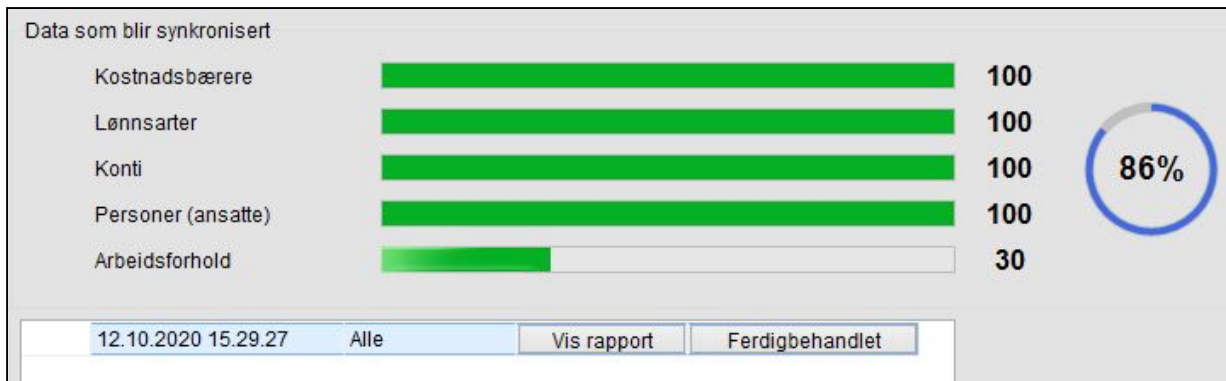 Data som blir synkronisert
Kostnadsbærere 100
Lønnsarter 100
Konti 100
86%
Personer (ansatte) 100
Arbeidsforhold 30
12.10.2020 15.29.27 Alle Vis rapport Ferdigbehandlet